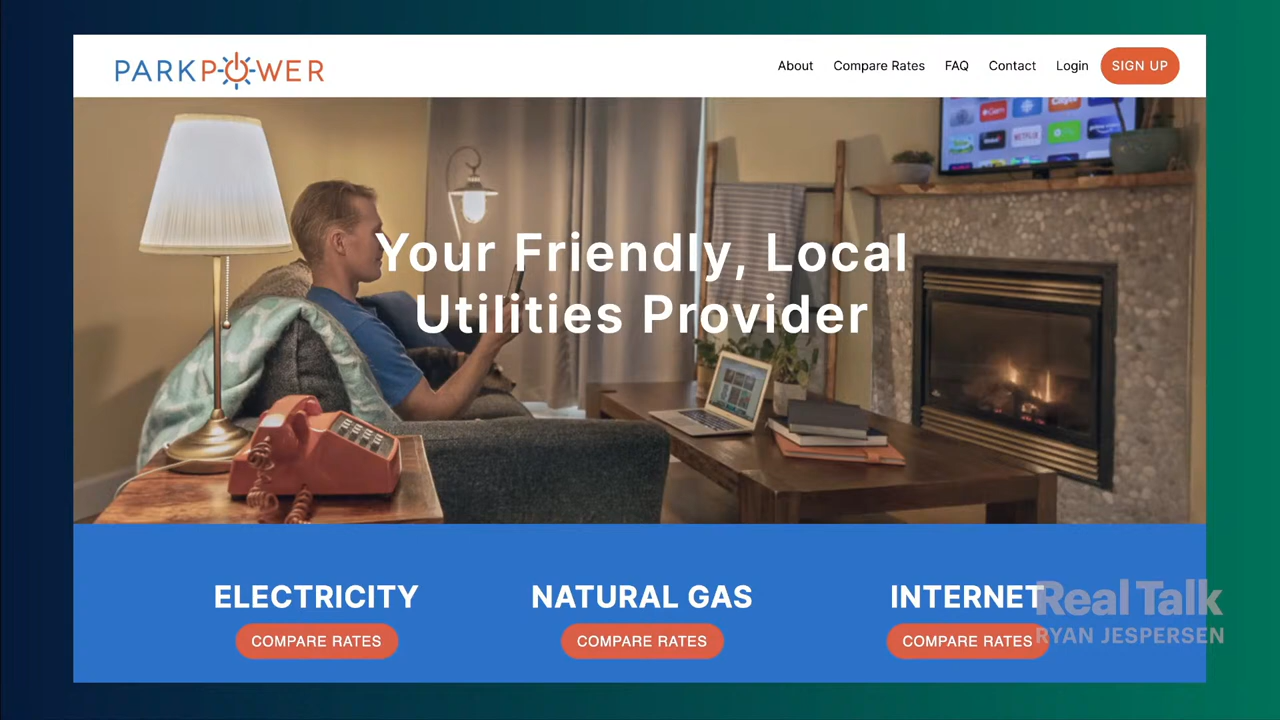 PARKPOWER
About
Compare Rates
FAQ
Contact
Login
SIGN UP
NETFLIX
Your Friendly, Local
Utilities Provider
ELECTRICITY
NATURAL GAS
INTERNET
COMPARE RATES
COMPARE RATES
COMPARE RATES
Real Talk
RYAN JESPERSEN